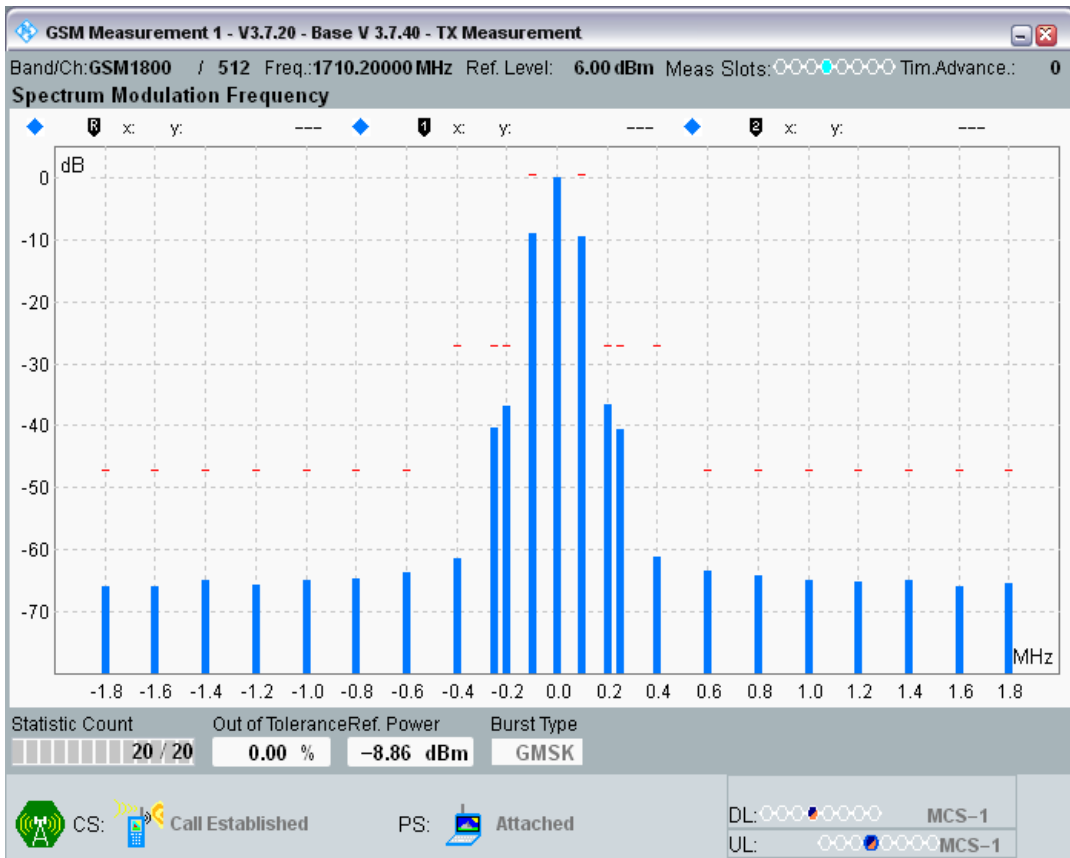 GSM Measurement 1 - V3.7.20 - Base V 3.7.40 - TX Measurement
Band/Ch:GSM1800 / 512 Freq.:1710.20000 MHz Ref. Level: 6.00 dBm Meas Slots: Tim.Advance.: 0
Spectrum Modulation Frequency
R x: y: --- 1 x: y: --- 2 x: y: ---
dB
0
-10
-20
-30
-40
-50
-60
-70
MHz
-1.8 -1.6 -1.4 -1.2 -1.0 -0.8 -0.6 -0.4 -0.2 0.0 0.2 0.4 0.6 0.8 1.0 1.2 1.4 1.6 1.8
Statistic Count Out of Tolerance Ref. Power Burst Type
20 / 20 0.00 % -8.86 dBm GMSK
CS: Call Established PS: Attached
DL: MCS-1
UL: MCS-1